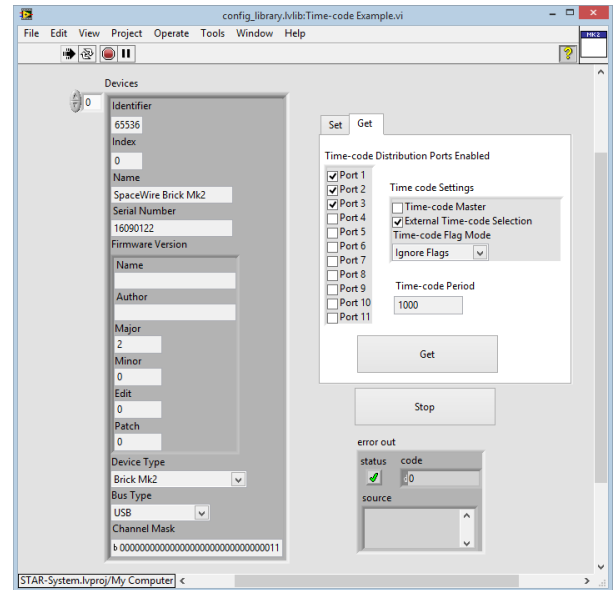 config_library.lvlib:Time-code Example.vi
File Edit View Project Operate Tools Window Help
MK2
Devices
0
Identifier
65536
Index
0
Name
SpaceWire Brick Mk2
Serial Number
16090122
Firmware Version
Name
Author
Major
2
Minor
0
Edit
0
Patch
0
Device Type
Brick Mk2
Bus Type
USB
Channel Mask
b 00000000000000000000000000000011
Set Get
Time-code Distribution Ports Enabled
Port 1
Port 2
Port 3
Port 4
Port 5
Port 6
Port 7
Port 8
Port 9
Port 10
Port 11
Time code Settings
Time-code Master
External Time-code Selection
Time-code Flag Mode
Ignore Flags
Time-code Period
1000
Get
Stop
error out
status code
0
source
STAR-System.lvproj/My Computer